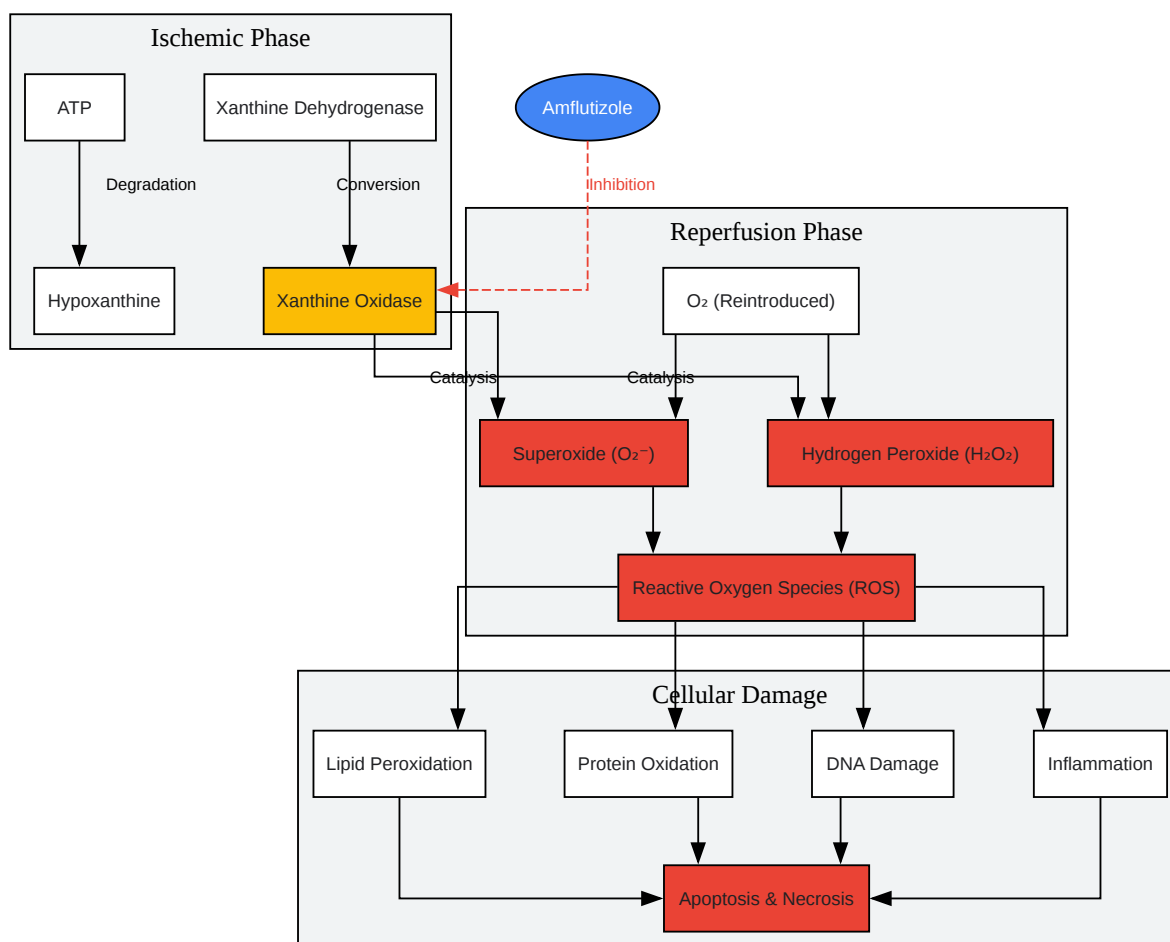 Ischemic Phase
ATP
Xanthine Dehydrogenase
Amflutizole
Degradation
Conversion
Inhibition
Reperfusion Phase
Hypoxanthine
Xanthine Oxidase
O₂ (Reintroduced)
Catalysis
Catalysis
Superoxide (O₂⁻)
Hydrogen Peroxide (H₂O₂)
Reactive Oxygen Species (ROS)
Cellular Damage
Lipid Peroxidation
Protein Oxidation
DNA Damage
Inflammation
Apoptosis & Necrosis